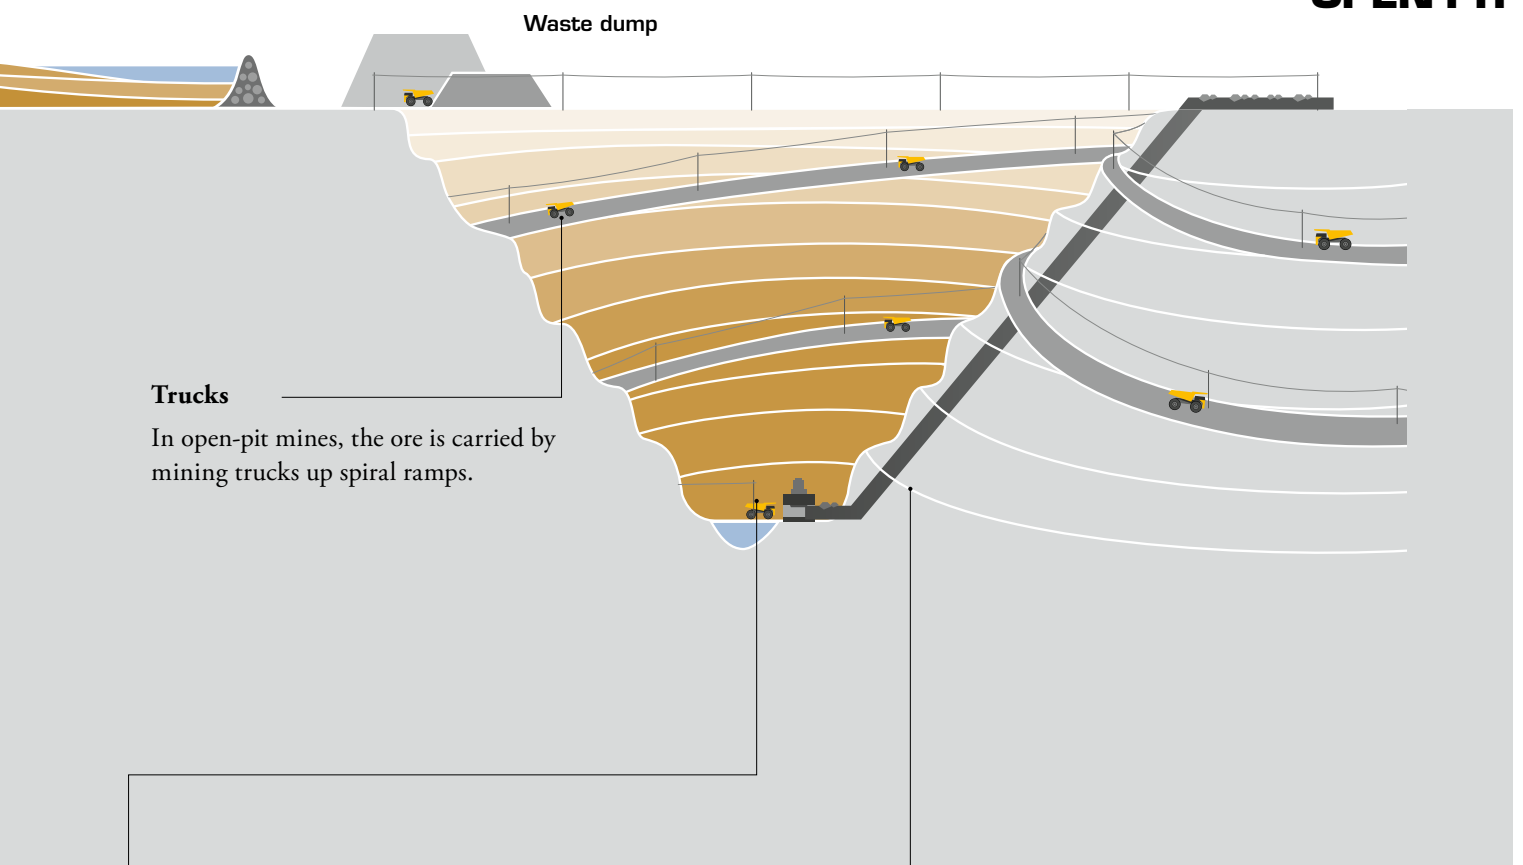 Waste dump
Trucks
In open-pit mines, the ore is carried by
mining trucks up spiral ramps.